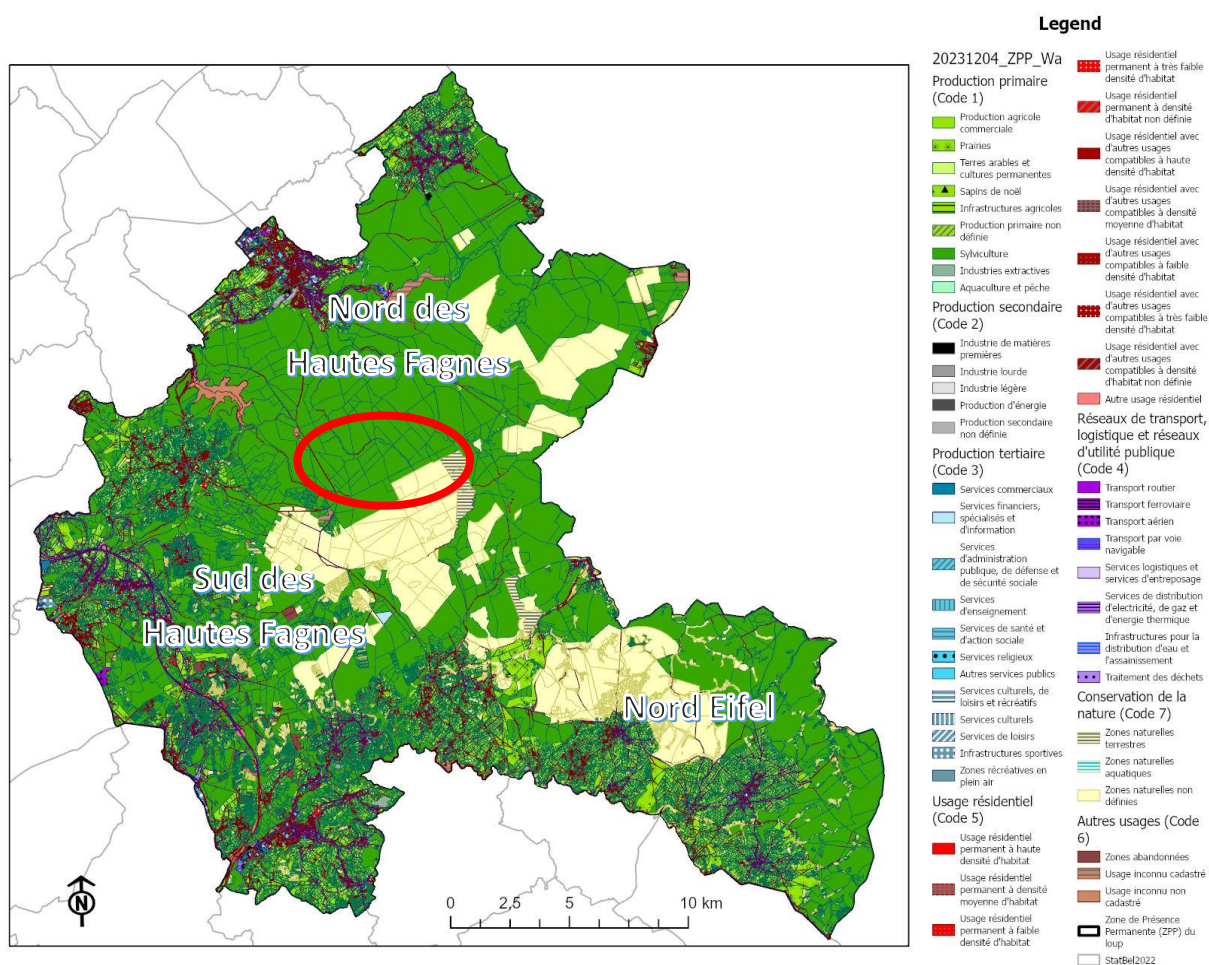 Legend
20231204_ZPP_Wa
Production primaire
(Code 1)
Production agricole
commerciale
Prairies
Terres arables et
cultures permanentes
Sapins de noël
Infrastructures agricoles
Production primaire non
définie
Sylviculture
Industries extractives
Aquaculture et pêche
Production secondaire
(Code 2)
Industrie de matières
premières
Industrie lourde
Industrie légère
Production d'énergie
Production secondaire
non définie
Production tertiaire
(Code 3)
Services commerciaux
Services financiers,
spécialisés et
d'information
Services
d'administration
publique, de défense et
de sécurité sociale
Services
d'enseignement
Services de santé et
d'action sociale
Services religieux
Autres services publics
Services culturels, de
loisirs et récréatifs
Services culturels
Services de loisirs
Infrastructures sportives
Zones récréatives en
plein air
Usage résidentiel
(Code 5)
Usage résidentiel
permanent à haute
densité d'habitat
Usage résidentiel
permanent à densité
moyenne d'habitat
Usage résidentiel
permanent à faible
densité d'habitat
Usage résidentiel
permanent à très faible
densité d'habitat
Usage résidentiel
permanent à densité
d'habitat non définie
Usage résidentiel avec
d'autres usages
compatibles à haute
densité d'habitat
Usage résidentiel avec
d'autres usages
compatibles à densité
moyenne d'habitat
Usage résidentiel avec
d'autres usages
compatibles à faible
densité d'habitat
Usage résidentiel avec
d'autres usages
compatibles à très faible
densité d'habitat
Usage résidentiel avec
d'autres usages
compatibles à densité
d'habitat non définie
Autre usage résidentiel
Réseaux de transport,
logistique et réseaux
d'utilité publique
(Code 4)
Transport routier
Transport ferroviaire
Transport aérien
Transport par voie
navigable
Services logistiques et
services d'entreposage
Services de distribution
d'electricité, de gaz et
d'energie thermique
Infrastructures pour la
distribution d'eau et
l'assainissement
Traitement des déchets
Conservation de la
nature (Code 7)
Zones naturelles
terrestres
Zones naturelles
aquatiques
Zones naturelles non
définies
Autres usages (Code
6)
Zones abandonnées
Usage inconnu cadastré
Usage inconnu non
cadastré
Zone de Présence
Permanente (ZPP) du
loup
StatBel2022
Nord des
Hautes Fagnes
Sud des
Hautes Fagnes
Nord Eifel
N
0 2,5 5 10 km